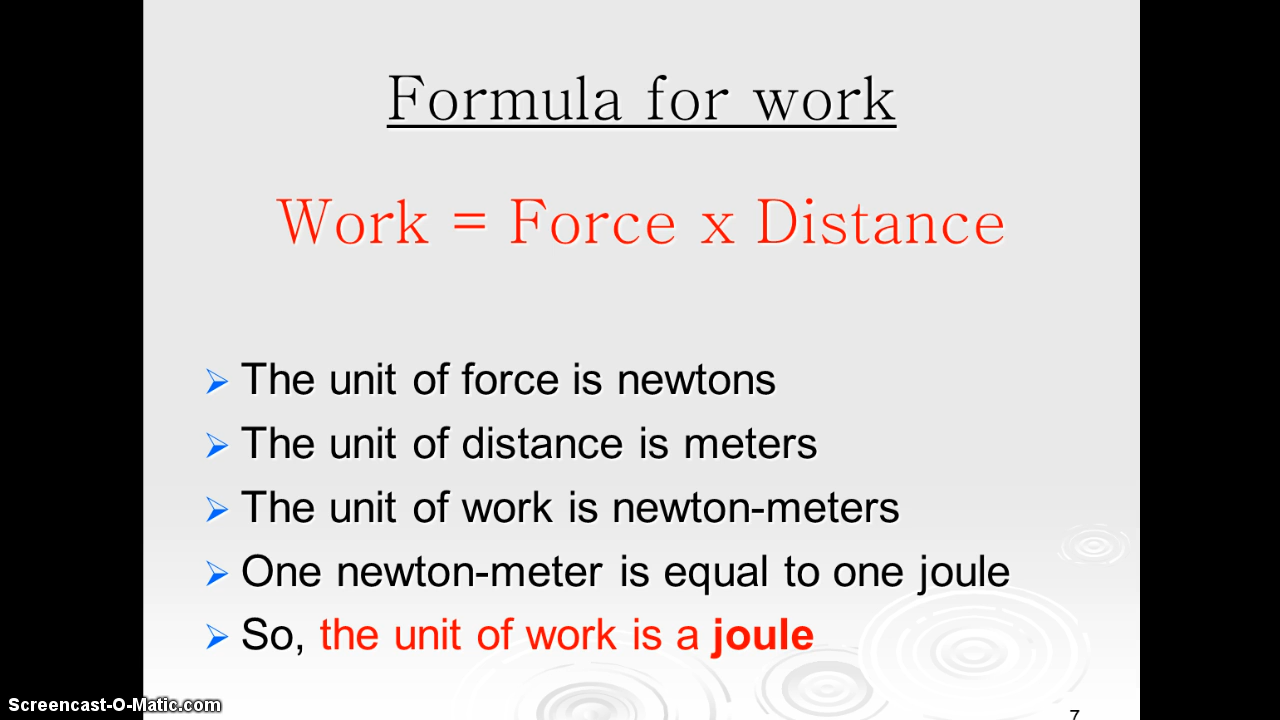 Formula for work
Work = Force x Distance
The unit of force is newtons
The unit of distance is meters
The unit of work is newton-meters
One newton-meter is equal to one joule
So, the unit of work is a joule
Screencast-O-Matic.com
7